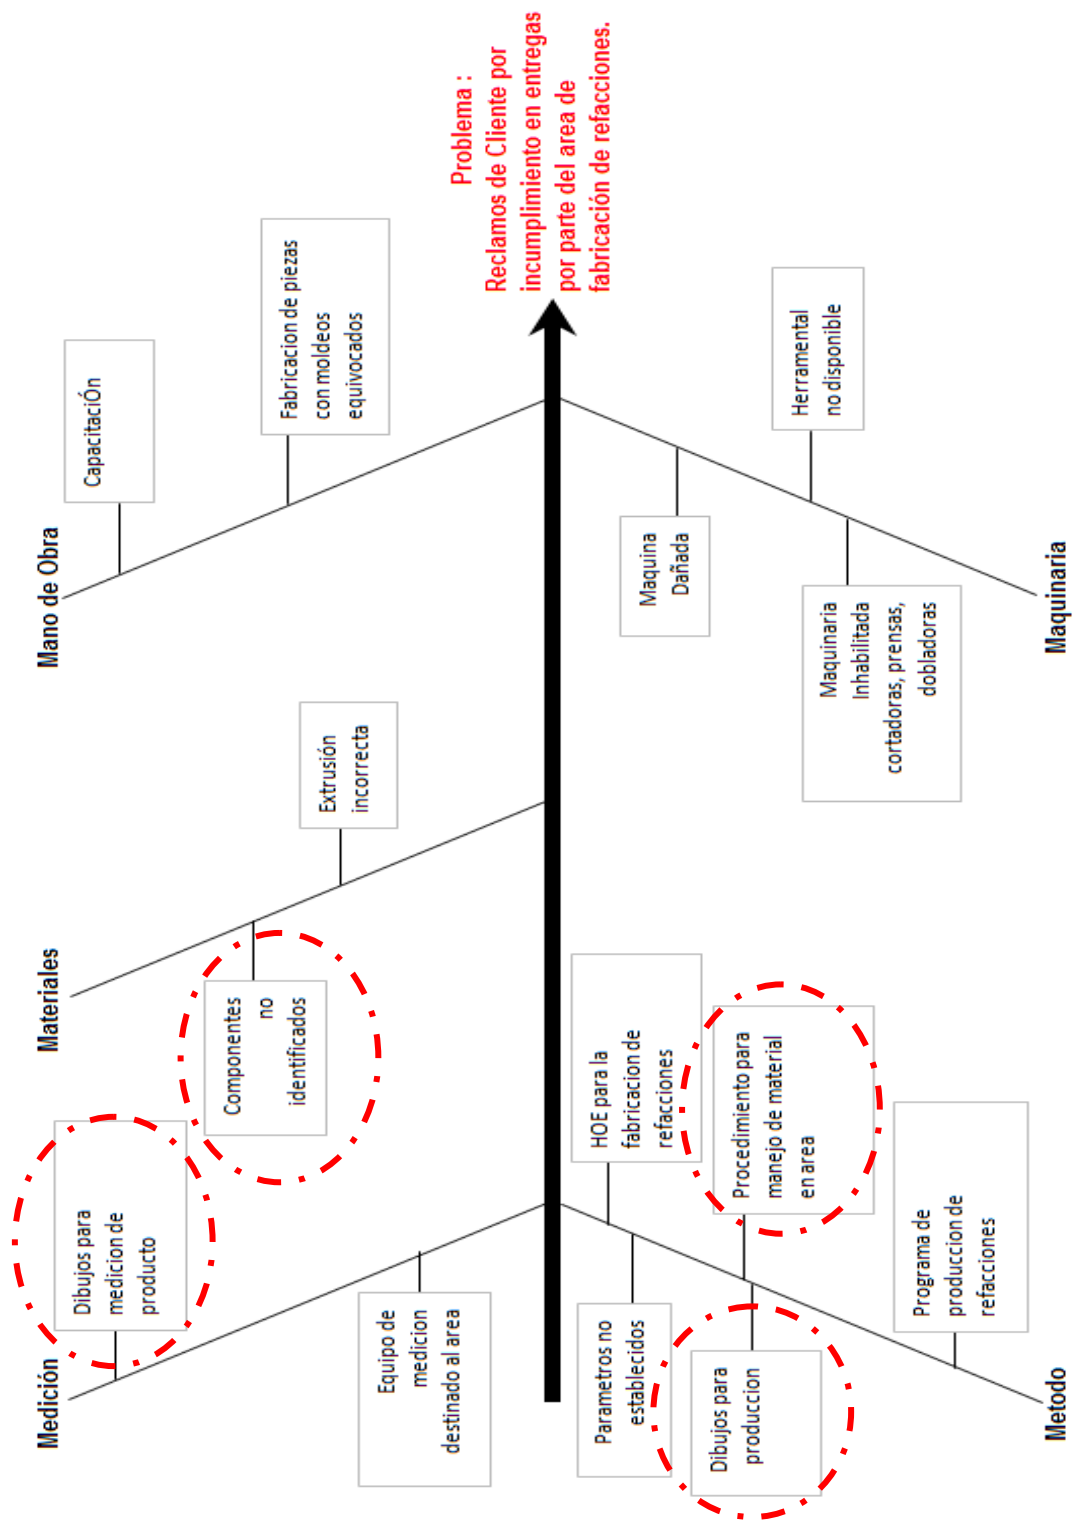 Medición
Dibujos para
medicion de
producto
Equipo de
medicion
destinado al area
Materiales
Componentes
no
identificados
Extrusión
incorrecta
Mano de Obra
CapacitaciÓn
Fabricacion de piezas
con moldeos
equivocados
Problema :
Reclamos de Cliente por
incumplimiento en entregas
por parte del area de
fabricación de refacciones.
Metodo
Parametros no
establecidos
HOE para la
fabricacion de
refacciones
Dibujos para
produccion
Procedimiento para
manejo de material
en area
Programa de
produccion de
refacciones
Maquinaria
Maquina
Dañada
Maquinaria
Inhabilitada
cortadoras, prensas,
dobladoras
Herramental
no disponible